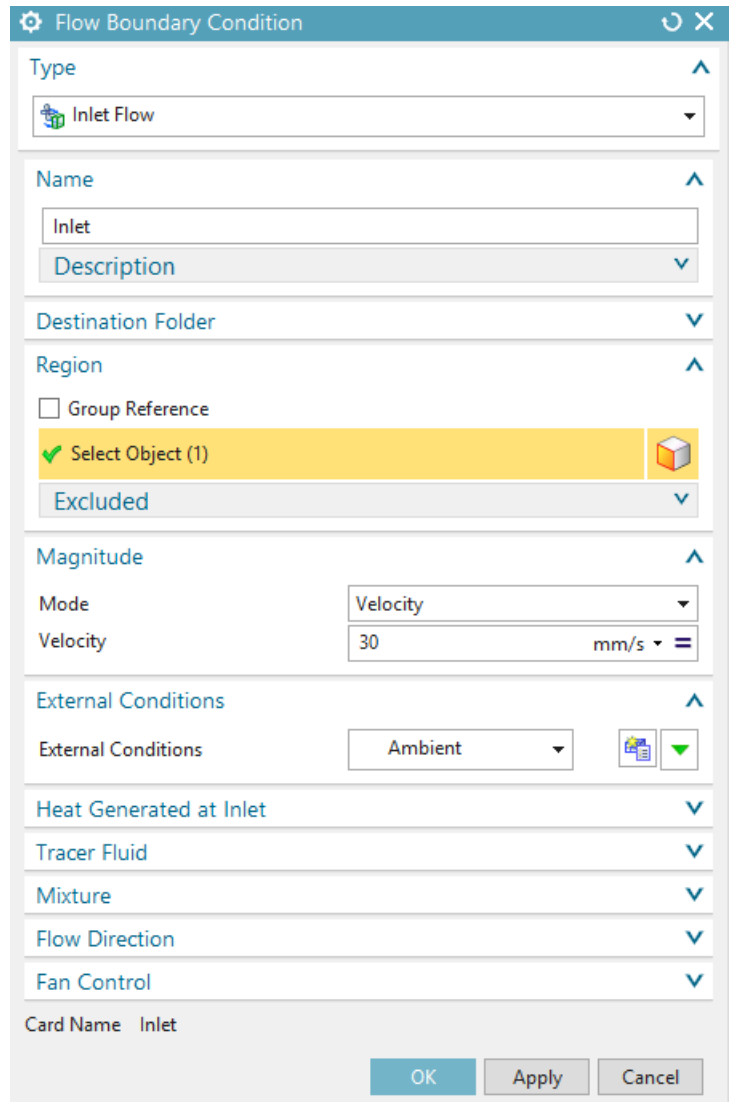 Flow Boundary Condition
Type
Inlet Flow
Name
Inlet
Description
Destination Folder
Region
Group Reference
Select Object (1)
Excluded
Magnitude
Mode Velocity
Velocity 30 mm/s
External Conditions
External Conditions Ambient
Heat Generated at Inlet
Tracer Fluid
Mixture
Flow Direction
Fan Control
Card Name Inlet
OK Apply Cancel